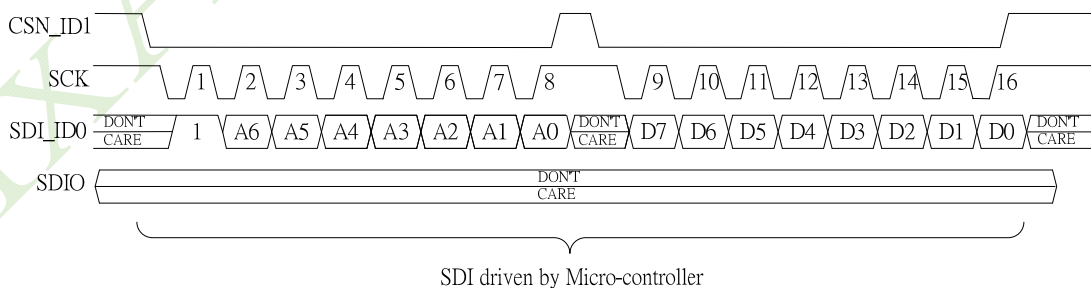 CSN_ID1
SCK 1 2 3 4 5 6 7 8 9 10 11 12 13 14 15 16
SDI_ID0 DON'T CARE 1 A6 A5 A4 A3 A2 A1 A0 DON'T CARE D7 D6 D5 D4 D3 D2 D1 D0 DON'T CARE
SDIO DON'T CARE
SDI driven by Micro-controller